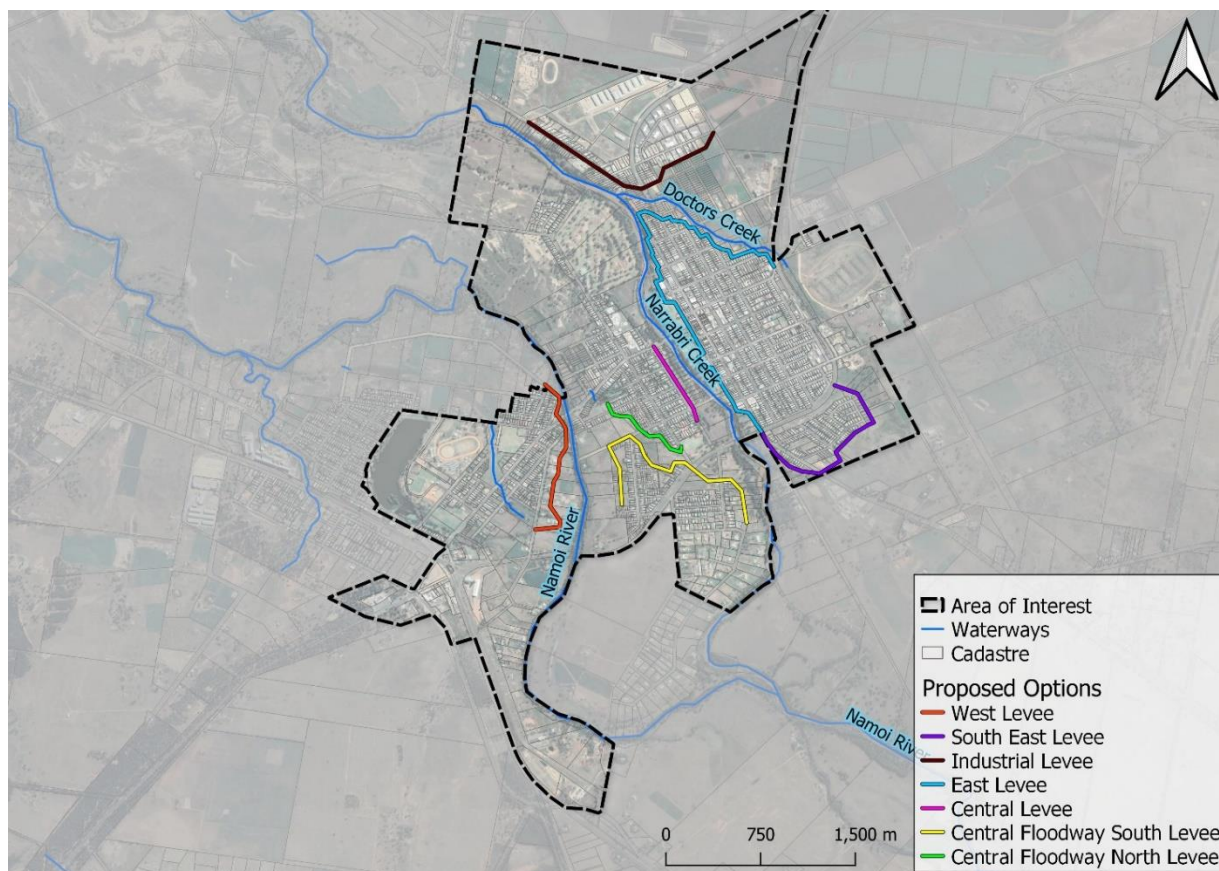 Doctors Creek
Narrabri Creek
Namoi River
Namoi River
Area of Interest
Waterways
Cadastre
Proposed Options
West Levee
South East Levee
Industrial Levee
East Levee
Central Levee
Central Floodway South Levee
Central Floodway North Levee
0 750 1,500 m